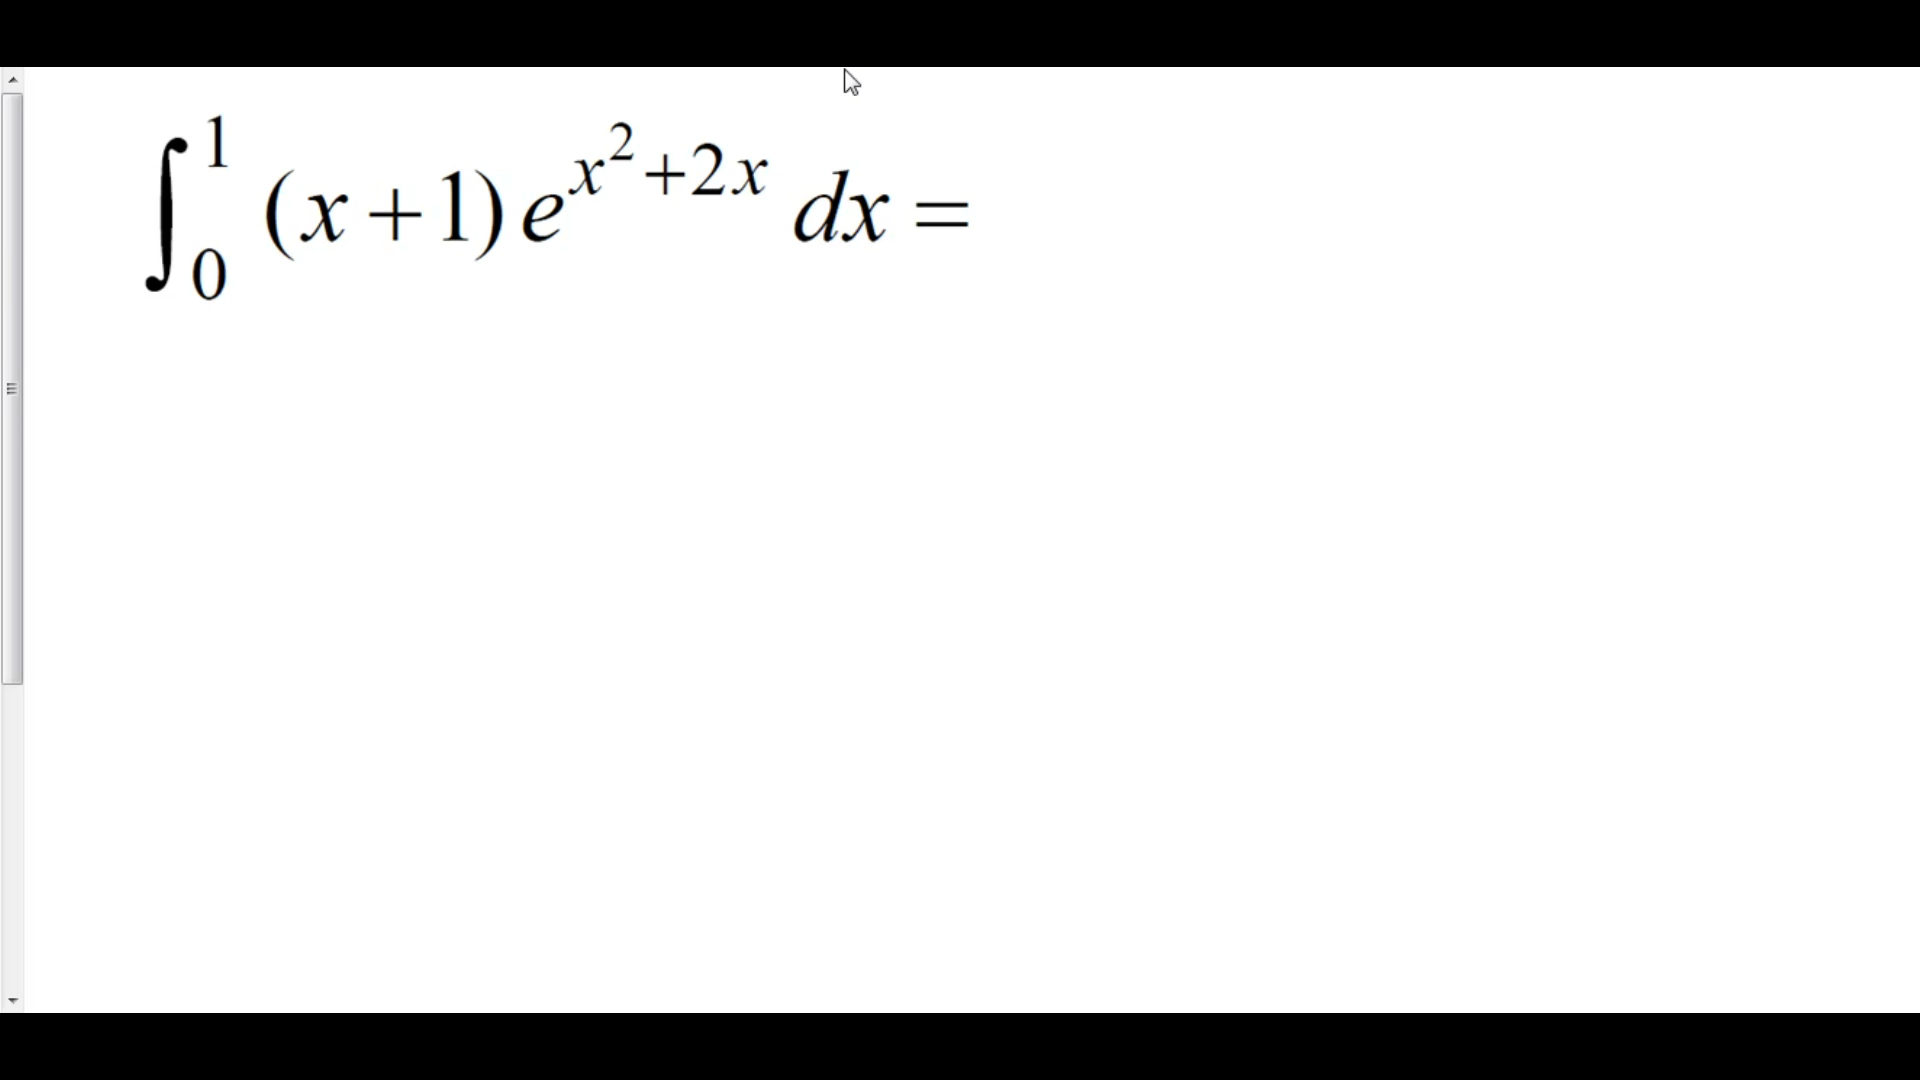 ∫₀¹ (x+1) e^{x²+2x} dx =